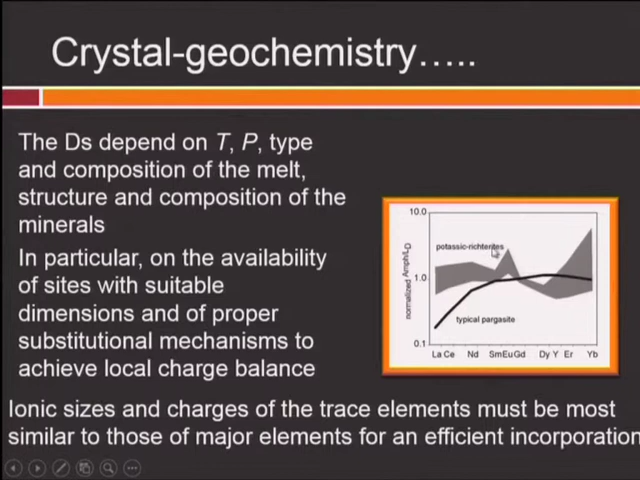 Crystal-geochemistry…..
The Ds depend on T, P, type
and composition of the melt,
structure and composition of the
minerals
In particular, on the availability
of sites with suitable
dimensions and of proper
substitutional mechanisms to
achieve local charge balance
normalized Amph/LD
10.0
1.0
0.1
potassic-richterites
typical pargasite
La Ce Nd Sm Eu Gd Dy Y Er Yb
Ionic sizes and charges of the trace elements must be most
similar to those of major elements for an efficient incorporation